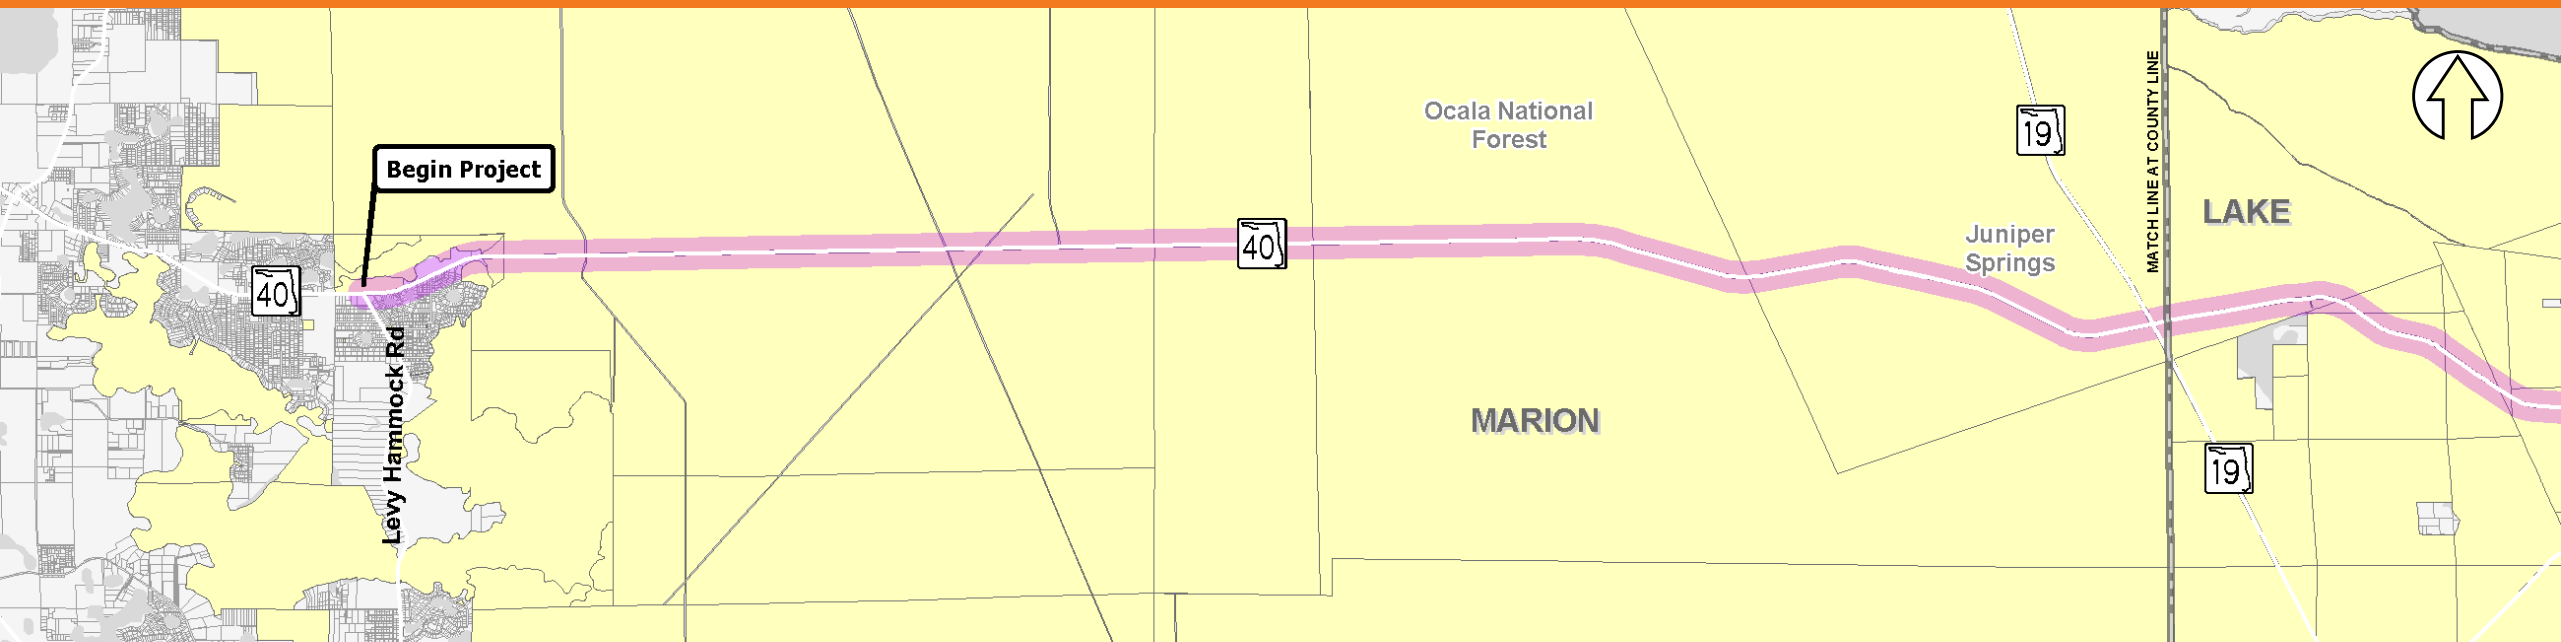 Begin Project
40
Levy Hammock Rd
40
Ocala National
Forest
MARION
Juniper
Springs
19
MATCH LINE AT COUNTY LINE
LAKE
19